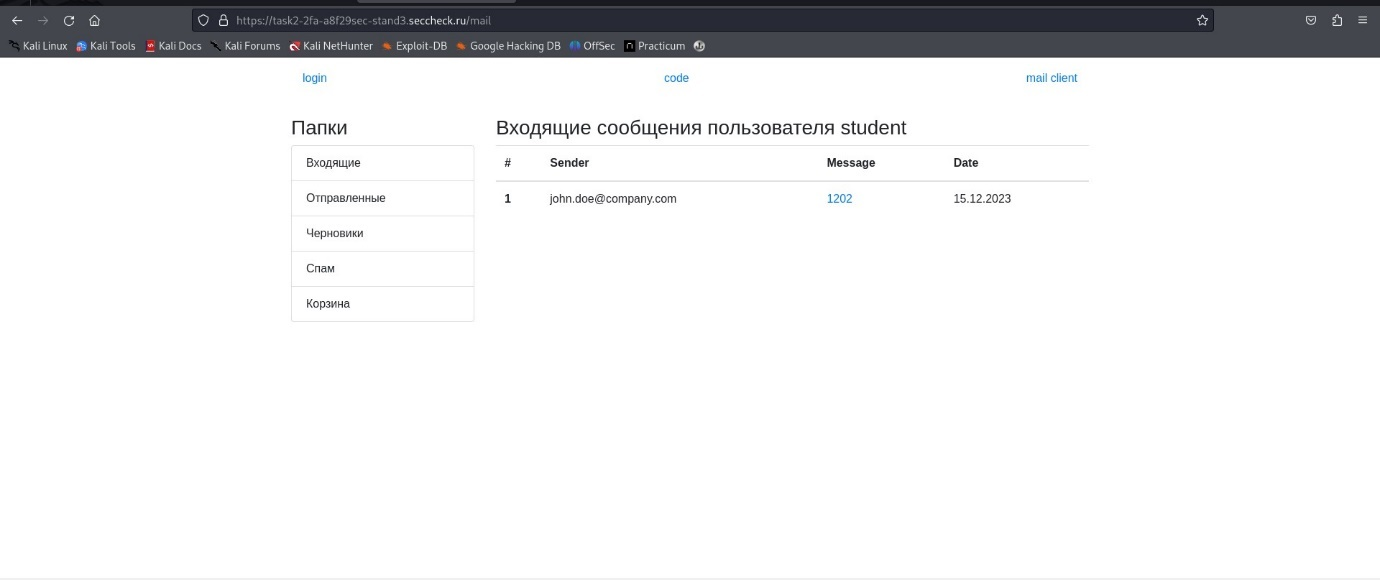 https://task2-2fa-a8f29sec-stand3.seccheck.ru/mail
Kali Linux Kali Tools Kali Docs Kali Forums Kali NetHunter Exploit-DB Google Hacking DB OffSec Practicum
login code mail client
Папки
Входящие
Отправленные
Черновики
Спам
Корзина
Входящие сообщения пользователя student
# Sender Message Date
1 john.doe@company.com 1202 15.12.2023